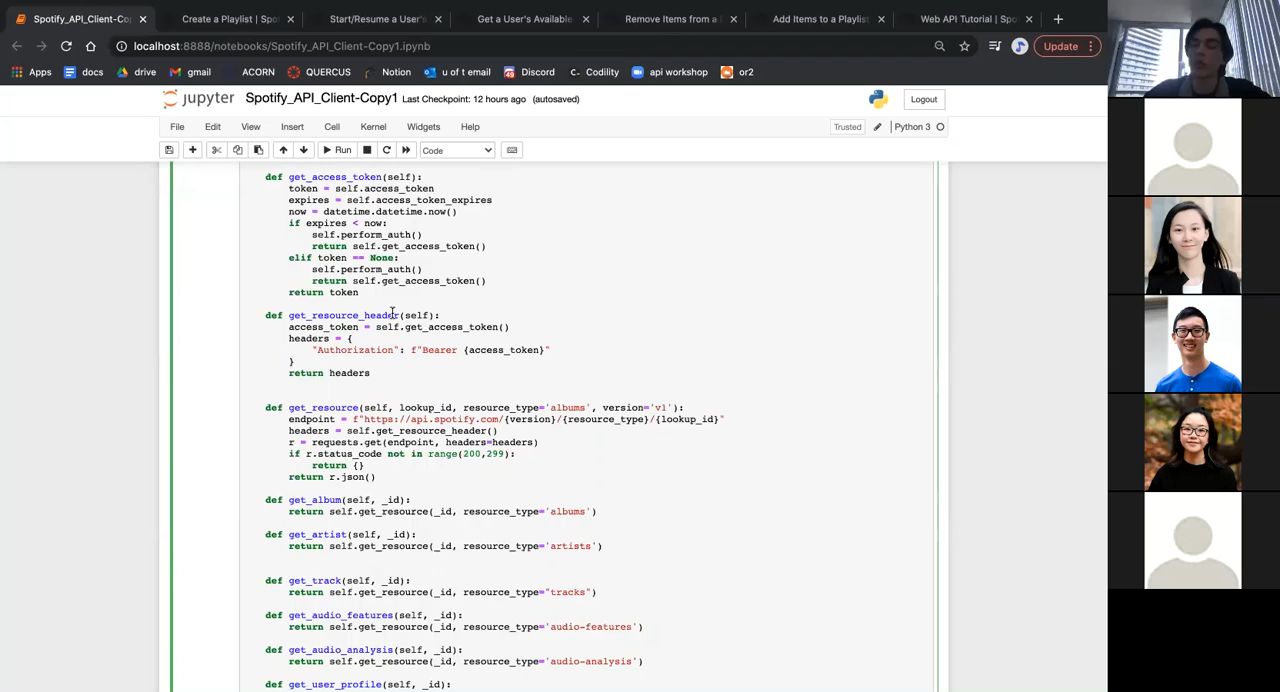 Spotify_API_Client-Copy1
Create a Playlist | Spo
Start/Resume a User's
Get a User's Available
Remove Items from a
Add Items to a Playlist
Web API Tutorial | Spo
localhost:8888/notebooks/Spotify_API_Client-Copy1.ipynb
Update
Apps docs drive gmail ACORN QUERCUS Notion u of t email Discord Codility api workshop or2
jupyter Spotify_API_Client-Copy1 Last Checkpoint: 12 hours ago (autosaved)
Logout
File Edit View Insert Cell Kernel Widgets Help
Trusted Python 3
Run Code
def get_access_token(self):
token = self.access_token
expires = self.access_token_expires
now = datetime.datetime.now()
if expires < now:
self.perform_auth()
return self.get_access_token()
elif token == None:
self.perform_auth()
return self.get_access_token()
return token
def get_resource_header(self):
access_token = self.get_access_token()
headers = {
"Authorization": f"Bearer {access_token}"
}
return headers
def get_resource(self, lookup_id, resource_type='albums', version='v1'):
endpoint = f"https://api.spotify.com/{version}/{resource_type}/{lookup_id}"
headers = self.get_resource_header()
r = requests.get(endpoint, headers=headers)
if r.status_code not in range(200,299):
return {}
return r.json()
def get_album(self, _id):
return self.get_resource(_id, resource_type='albums')
def get_artist(self, _id):
return self.get_resource(_id, resource_type='artists')
def get_track(self, _id):
return self.get_resource(_id, resource_type="tracks")
def get_audio_features(self, _id):
return self.get_resource(_id, resource_type='audio-features')
def get_audio_analysis(self, _id):
return self.get_resource(_id, resource_type='audio-analysis')
def get_user_profile(self, _id):